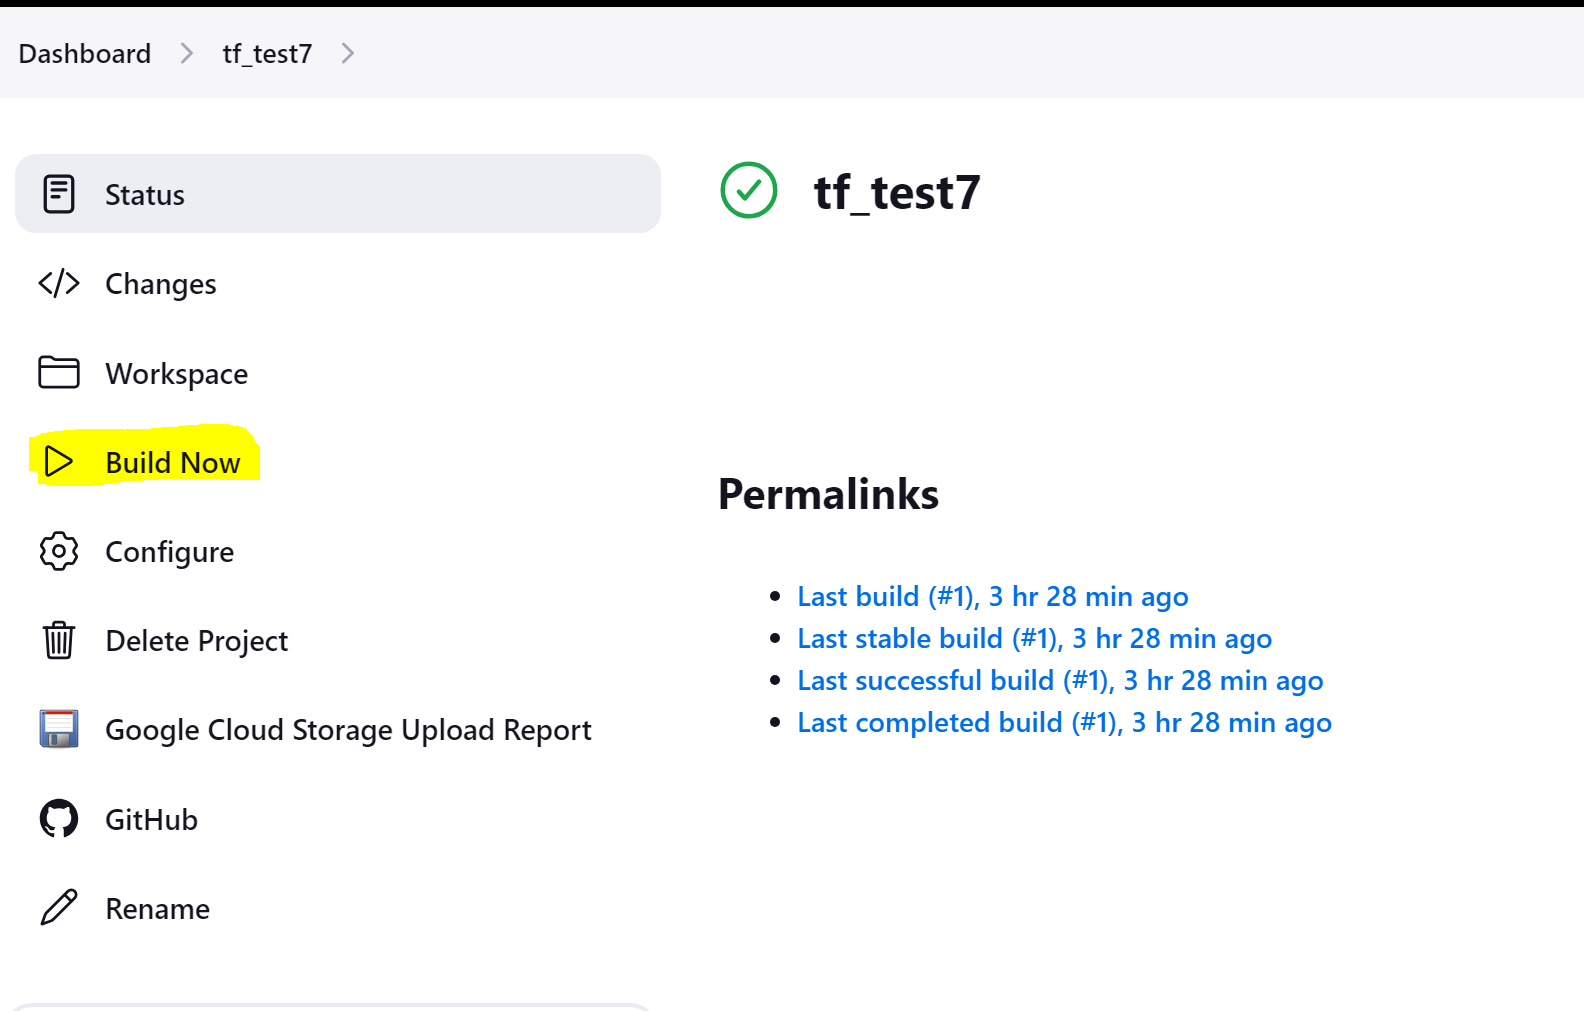 Dashboard
tf_test7
Status
Changes
Workspace
Build Now
Configure
Delete Project
Google Cloud Storage Upload Report
GitHub
Rename
tf_test7
Permalinks
Last build (#1), 3 hr 28 min ago
Last stable build (#1), 3 hr 28 min ago
Last successful build (#1), 3 hr 28 min ago
Last completed build (#1), 3 hr 28 min ago